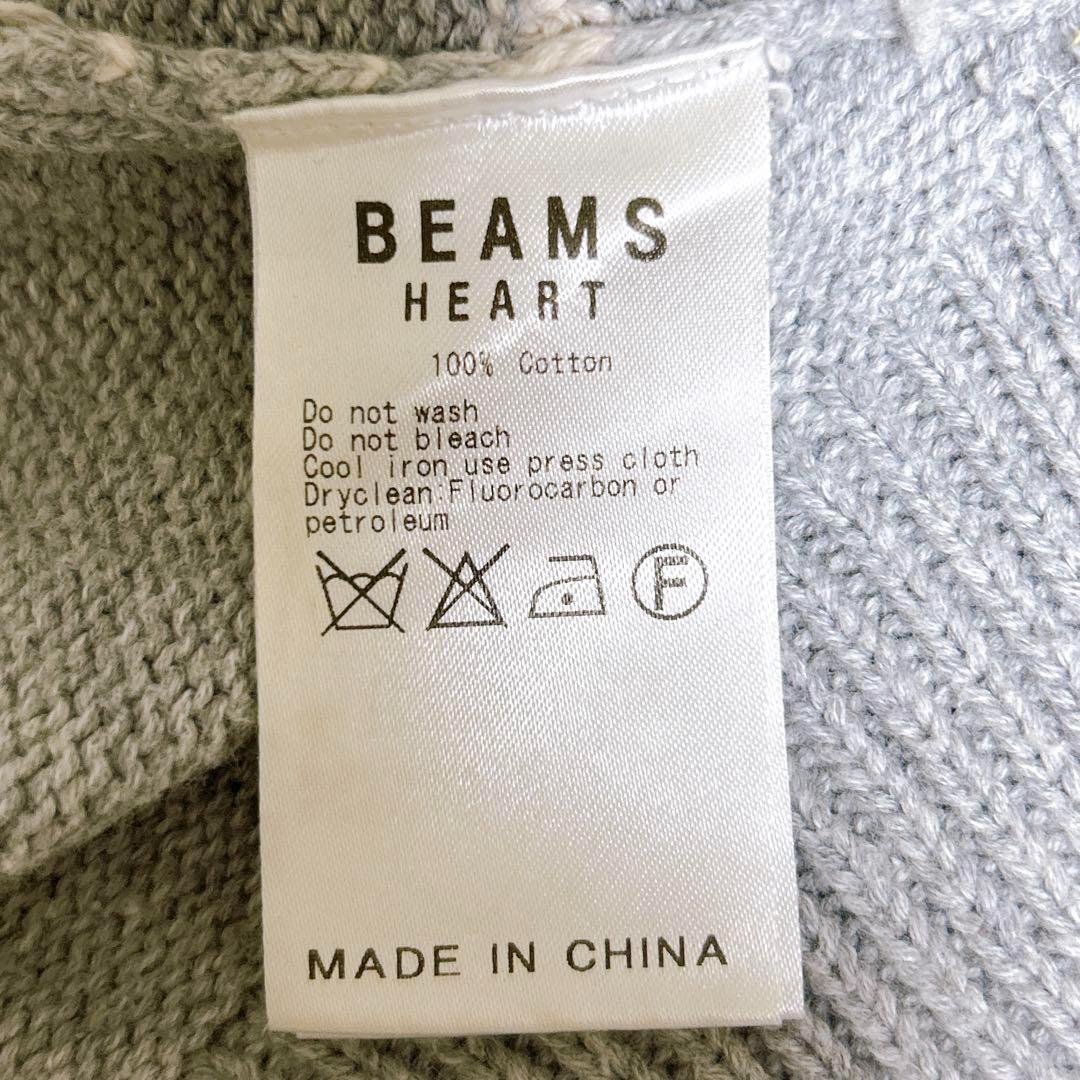 BEAMS
HEART
100% Cotton
Do not wash
Do not bleach
Cool iron use press cloth
Dryclean:Fluorocarbon or
petroleum
F
MADE IN CHINA